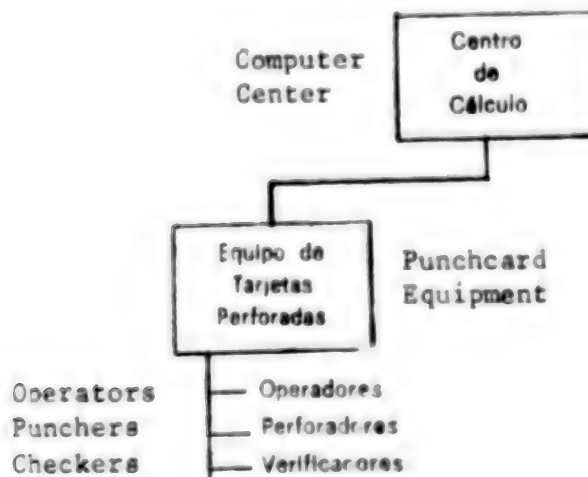 Computer
Center
Centro
de
Cálculo
Equipo de
Tarjetas
Perforadas
Punchcard
Equipment
Operators
Operadores
Punchers
Perforadores
Checkers
Verificadores